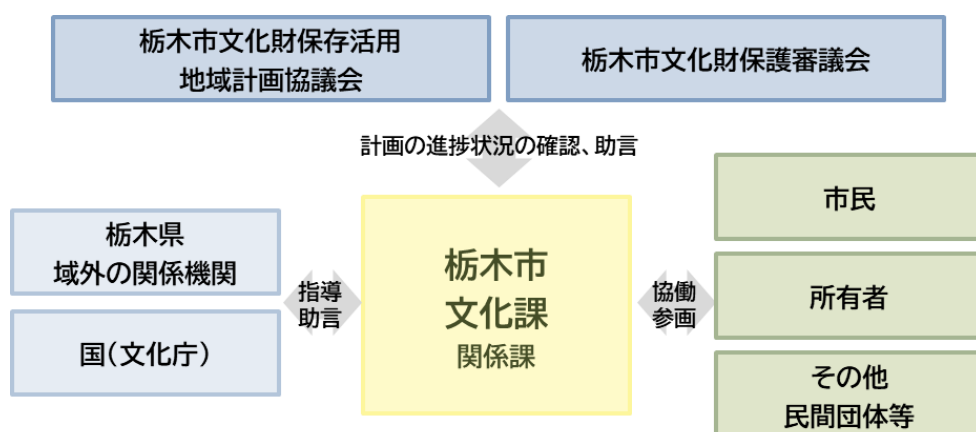 栃木市文化財保存活用
地域計画協議会
栃木市文化財保護審議会
計画の進捗状況の確認、助言
栃木県
域外の関係機関
国(文化庁)
指導
助言
栃木市
文化課
関係課
協働
参画
市民
所有者
その他
民間団体等